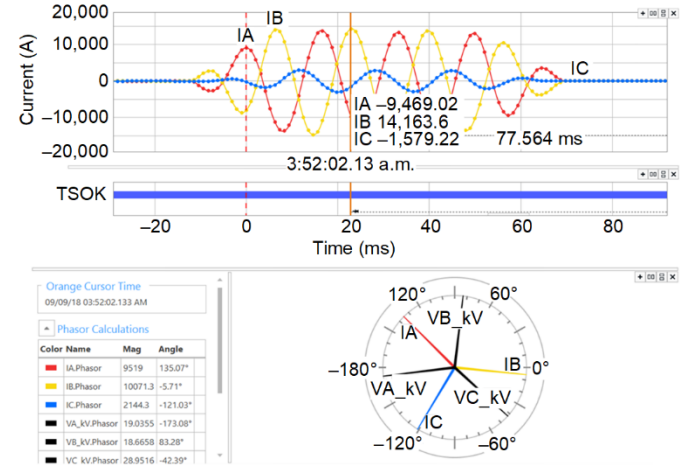 20,000
10,000
0
–10,000
–20,000
Current (A)
IB
IA
IC
IA –9,469.02
IB 14,163.6
IC –1,579.22
77.564 ms
3:52:02.13 a.m.
TSOK
–20 0 20 40 60 80
Time (ms)
Orange Cursor Time
09/09/18 03:52:02.133 AM
Phasor Calculations
Color Name Mag Angle
IA.Phasor 9519 135.07°
IB.Phasor 10071.3 -5.71°
IC.Phasor 2144.3 -121.03°
VA_kV.Phasor 19.0355 -173.08°
VB_kV.Phasor 18.6658 83.28°
VC_kV.Phasor 28.9516 -42.39°
120° 60°
VB_kV
IA
–180° IB 0°
VA_kV VC_kV
IC
–120° –60°